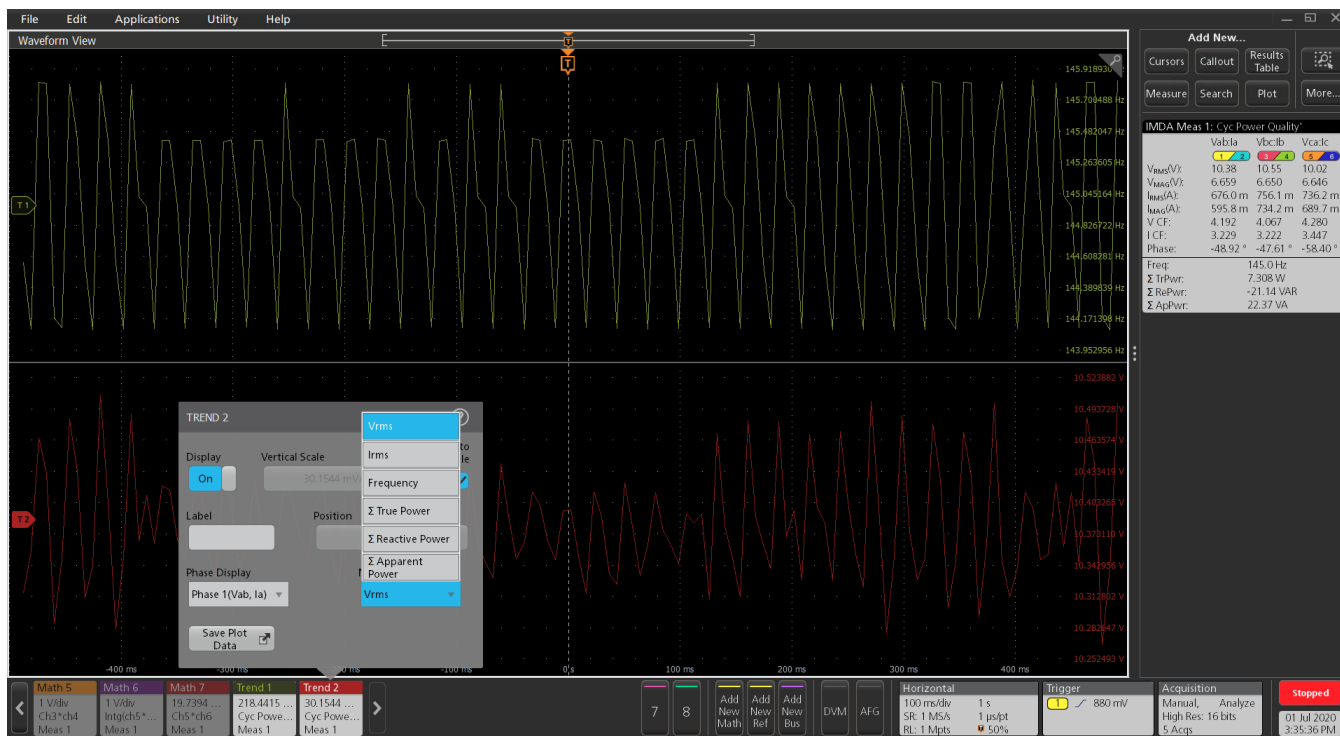 File Edit Applications Utility Help
Waveform View
T
T
145.918930
145.700488 Hz
145.482047 Hz
145.263605 Hz
145.045164 Hz
144.826722 Hz
144.608281 Hz
144.389839 Hz
144.171398 Hz
143.952956 Hz
T1
10.523882 V
10.493728 V
10.463574 V
10.433419 V
10.403265 V
10.373110 V
10.342956 V
10.312802 V
10.282647 V
10.252493 V
T2
-400 ms -300 ms -200 ms -100 ms 0 s 100 ms 200 ms 300 ms 400 ms
TREND 2
?
Display Vertical Scale
On 30.1544 mV
Label Position
Phase Display
Phase 1(Vab, Ia)
Vrms
Save Plot
Data
Vrms
Irms
Frequency
Σ True Power
Σ Reactive Power
Σ Apparent
Power
Add New...
Cursors Callout Results
Table
Measure Search Plot More...
IMDA Meas 1: Cyc Power Quality'
Vab:Ia Vbc:Ib Vca:Ic
1 2 3 4 5 6
VRMS(V): 10.38 10.55 10.02
VMAG(V): 6.659 6.650 6.646
IRMS(A): 676.0 m 756.1 m 736.2 m
IMAG(A): 595.8 m 734.2 m 689.7 m
V CF: 4.192 4.067 4.280
I CF: 3.229 3.222 3.447
Phase: -48.92 ° -47.61 ° -58.40 °
Freq: 145.0 Hz
Σ TrPwr: 7.308 W
Σ RePwr: -21.14 VAR
Σ ApPwr: 22.37 VA
Math 5
1 V/div
Ch3*ch4
Meas 1
Math 6
1 V/div
Intg(ch5*...
Meas 1
Math 7
19.7394 ...
Ch5*ch6
Meas 1
Trend 1
218.4415 ...
Cyc Powe...
Meas 1
Trend 2
30.1544 ...
Cyc Powe...
Meas 1
7
8
Add
New
Math
Add
New
Ref
Add
New
Bus
DVM
AFG
Horizontal
100 ms/div 1 s
SR: 1 MS/s 1 µs/pt
RL: 1 Mpts 50%
Trigger
1 880 mV
Acquisition
Manual, Analyze
High Res: 16 bits
5 Acqs
Stopped
01 Jul 2020
3:35:36 PM